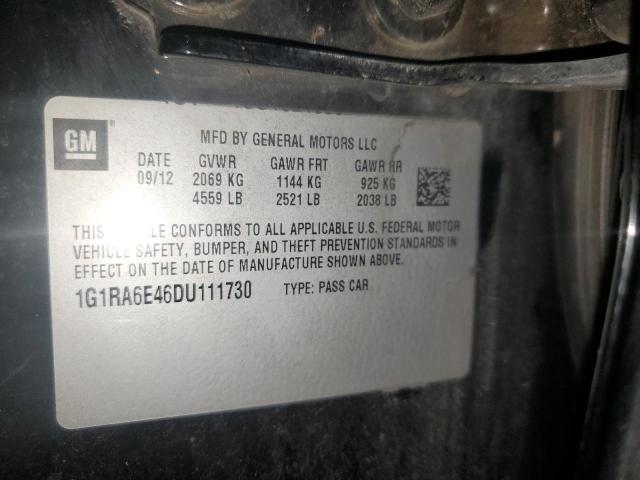 GM ®
MFD BY GENERAL MOTORS LLC
DATE GVWR GAWR FRT GAWR RR
09/12 2069 KG 1144 KG 925 KG
4559 LB 2521 LB 2038 LB
THIS CONFORMS TO ALL APPLICABLE U.S. FEDERAL MOTOR
VEHICLE SAFETY, BUMPER, AND THEFT PREVENTION STANDARDS IN
EFFECT ON THE DATE OF MANUFACTURE SHOWN ABOVE.
1G1RA6E46DU111730 TYPE: PASS CAR